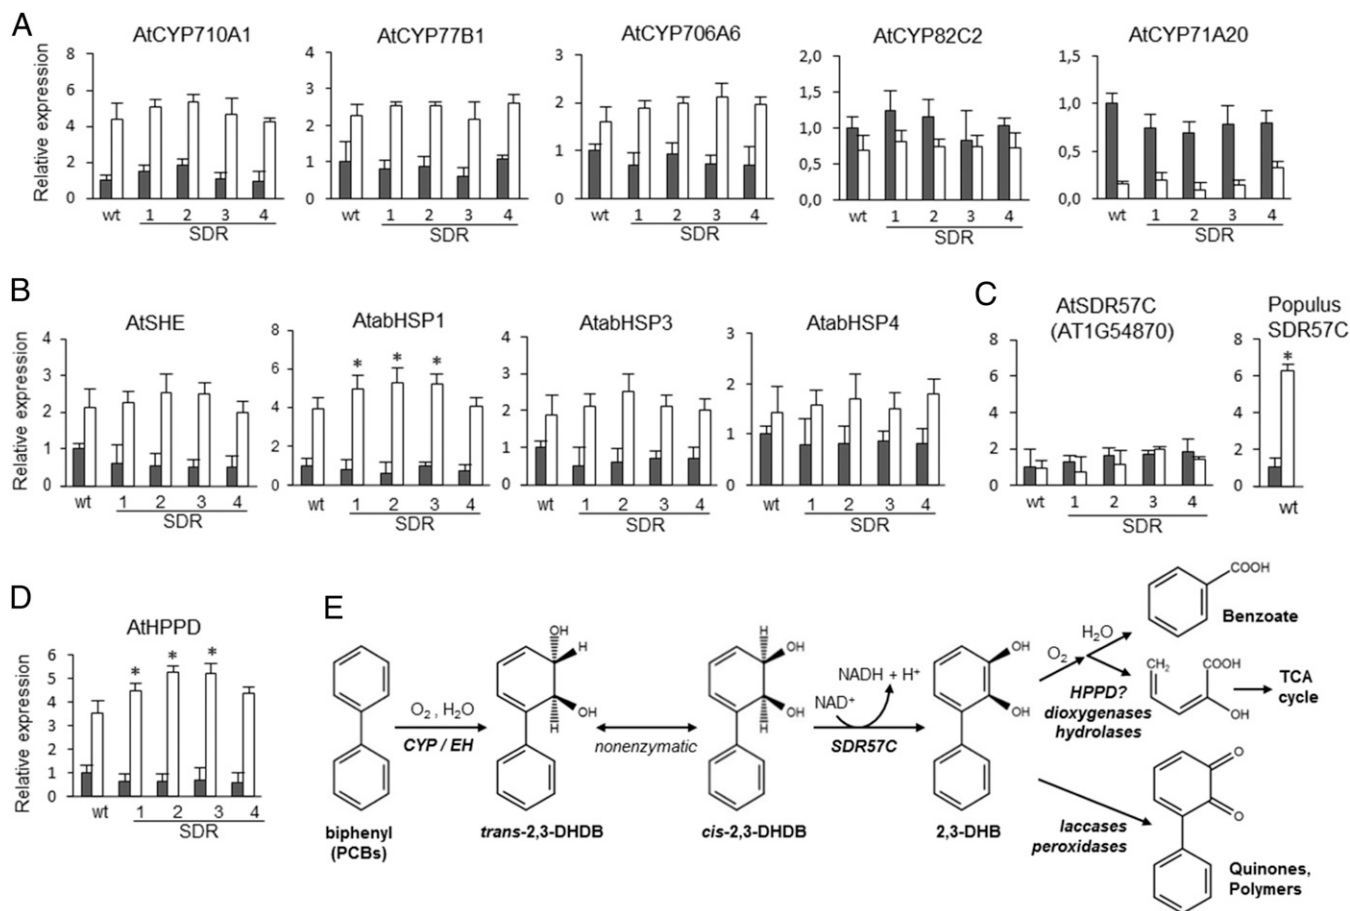 A
AtCYP710A1
Relative expression
8
6
4
2
0
wt 1 2 3 4
SDR
AtCYP77B1
4
3
2
1
0
wt 1 2 3 4
SDR
AtCYP706A6
3
2
1
0
wt 1 2 3 4
SDR
AtCYP82C2
2,0
1,5
1,0
0,5
0,0
wt 1 2 3 4
SDR
AtCYP71A20
1,5
1,0
0,5
0,0
wt 1 2 3 4
SDR
B
AtSHE
Relative expression
4
3
2
1
0
wt 1 2 3 4
SDR
AtabHSP1
8
6
4
2
0
* * *
wt 1 2 3 4
SDR
AtabHSP3
4
3
2
1
0
wt 1 2 3 4
SDR
AtabHSP4
3
2
1
0
wt 1 2 3 4
SDR
C
AtSDR57C
(AT1G54870)
8
6
4
2
0
wt 1 2 3 4
SDR
Populus
SDR57C
8
6
4
2
0
*
wt
D
AtHPPD
Relative expression
6
5
4
3
2
1
0
* * *
wt 1 2 3 4
SDR
E
biphenyl
(PCBs)
O2 , H2O
CYP / EH
OH
H
OH
H
trans-2,3-DHDB
nonenzymatic
H
OH
OH
H
cis-2,3-DHDB
NADH + H+
NAD+
SDR57C
OH
OH
2,3-DHB
O2
H2O
HPPD?
dioxygenases
hydrolases
COOH
Benzoate
CH2
COOH
OH
TCA
cycle
laccases
peroxidases
O
O
Quinones,
Polymers